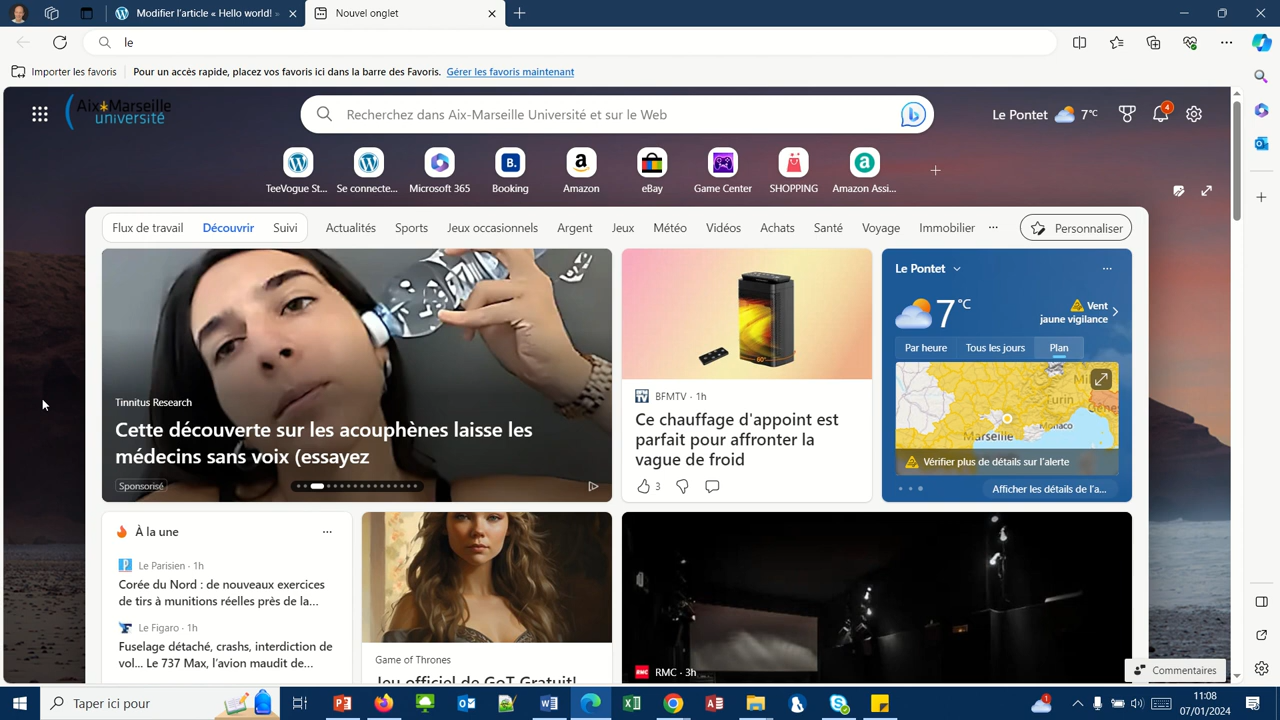 Modifier l'article « Hello world! »
Nouvel onglet
le
Importer les favoris
Pour un accès rapide, placez vos favoris ici dans la barre des Favoris.
Gérer les favoris maintenant
Aix*Marseille
université
Recherchez dans Aix-Marseille Université et sur le Web
Le Pontet
7°C
4
TeeVogue St...
Se connecte...
Microsoft 365
Booking
Amazon
eBay
Game Center
SHOPPING
Amazon Assi...
Flux de travail
Découvrir
Suivi
Actualités
Sports
Jeux occasionnels
Argent
Jeux
Météo
Vidéos
Achats
Santé
Voyage
Immobilier
Personnaliser
Tinnitus Research
Cette découverte sur les acouphènes laisse les
médecins sans voix (essayez
Sponsorisé
60°
BFMTV · 1h
Ce chauffage d'appoint est
parfait pour affronter la
vague de froid
3
Le Pontet
7°C
Vent
jaune vigilance
Par heure
Tous les jours
Plan
Turin
Gênes
Monaco
Marseille
Vérifier plus de détails sur l'alerte
Afficher les détails de l'a...
À la une
Le Parisien · 1h
Corée du Nord : de nouveaux exercices
de tirs à munitions réelles près de la...
Le Figaro · 1h
Fuselage détaché, crashs, interdiction de
vol... Le 737 Max, l'avion maudit de...
Game of Thrones
Jeu officiel de GoT Gratuit!
RMC · 3h
Commentaires
Taper ici pour
1
11:08
07/01/2024